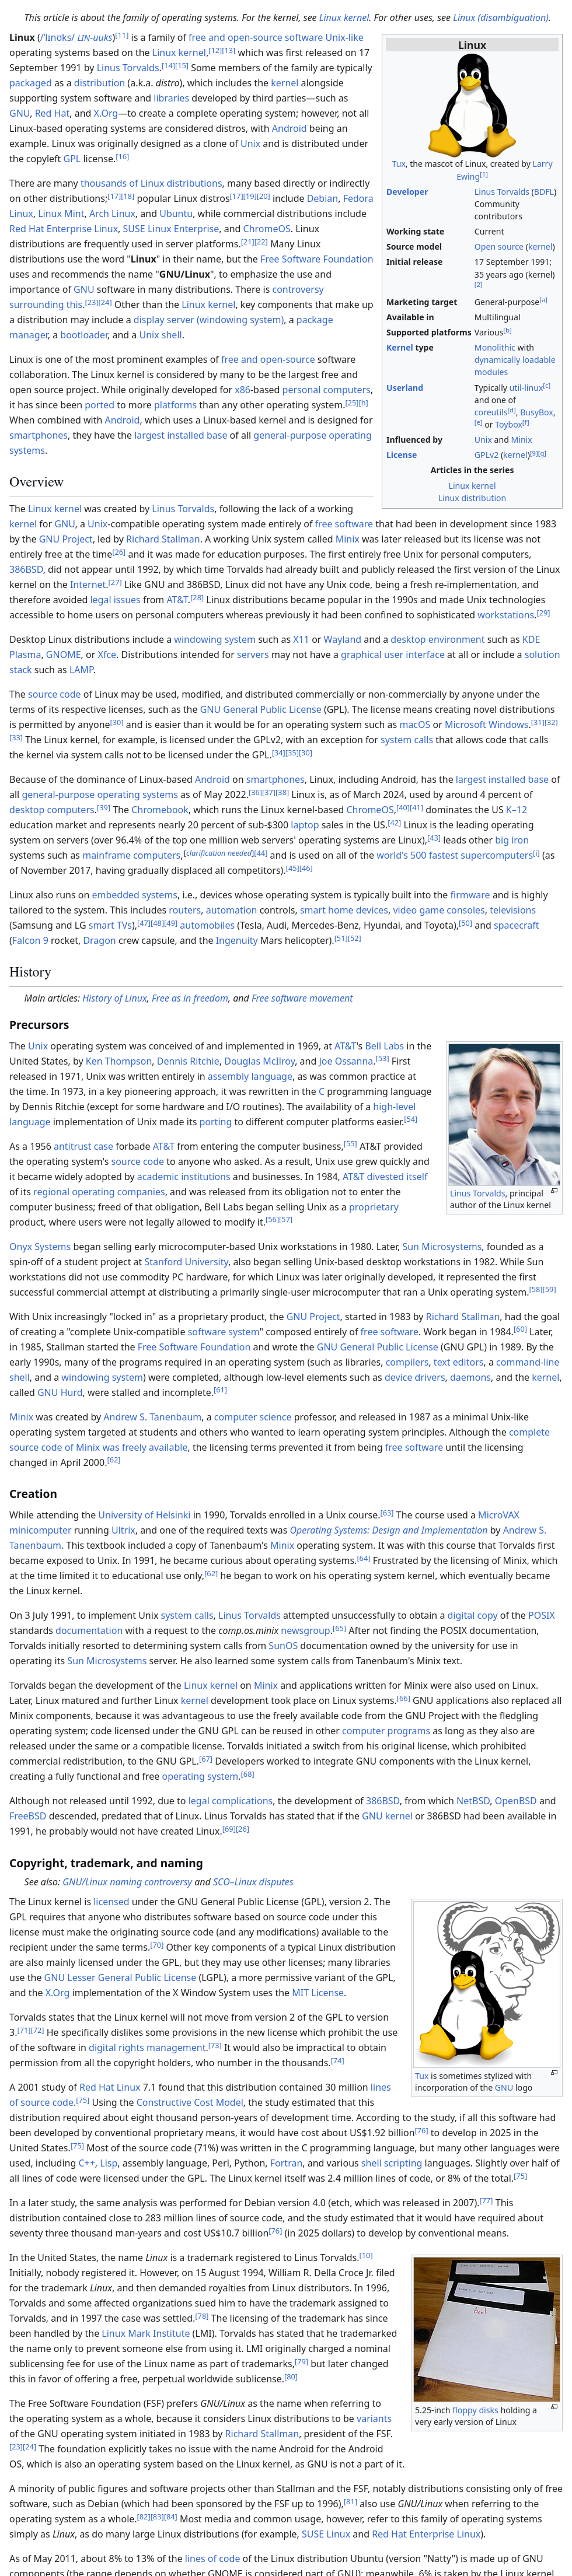 This article is about the family of operating systems. For the kernel, see Linux kernel. For other uses, see Linux (disambiguation).
Linux (/ˈlɪnʊks/ LIN-uuks)[11] is a family of free and open-source software Unix-like
operating systems based on the Linux kernel,[12][13] which was first released on 17
September 1991 by Linus Torvalds.[14][15] Some members of the family are typically
packaged as a distribution (a.k.a. distro), which includes the kernel alongside
supporting system software and libraries developed by third parties—such as
GNU, Red Hat, and X.Org—to create a complete operating system; however, not all
Linux-based operating systems are considered distros, with Android being an
example. Linux was originally designed as a clone of Unix and is distributed under
the copyleft GPL license.[16]
There are many thousands of Linux distributions, many based directly or indirectly
on other distributions;[17][18] popular Linux distros[17][19][20] include Debian, Fedora
Linux, Linux Mint, Arch Linux, and Ubuntu, while commercial distributions include
Red Hat Enterprise Linux, SUSE Linux Enterprise, and ChromeOS. Linux
distributions are frequently used in server platforms.[21][22] Many Linux
distributions use the word "Linux" in their name, but the Free Software Foundation
uses and recommends the name "GNU/Linux", to emphasize the use and
importance of GNU software in many distributions. There is controversy
surrounding this.[23][24] Other than the Linux kernel, key components that make up
a distribution may include a display server (windowing system), a package
manager, a bootloader, and a Unix shell.
Linux is one of the most prominent examples of free and open-source software
collaboration. The Linux kernel is considered by many to be the largest free and
open source project. While originally developed for x86-based personal computers,
it has since been ported to more platforms than any other operating system.[25][h]
When combined with Android, which uses a Linux-based kernel and is designed for
smartphones, they have the largest installed base of all general-purpose operating
systems.
Linux
Tux, the mascot of Linux, created by Larry
Ewing[1]
Developer Linus Torvalds (BDFL)
Community
contributors
Working state Current
Source model Open source (kernel)
Initial release 17 September 1991;
35 years ago (kernel)
[2]
Marketing target General-purpose[a]
Available in Multilingual
Supported platforms Various[b]
Kernel type Monolithic with
dynamically loadable
modules
Userland Typically util-linux[c]
and one of
coreutils[d], BusyBox,
[e] or Toybox[f]
Influenced by Unix and Minix
License GPLv2 (kernel)[9][g]
Articles in the series
Linux kernel
Linux distribution
Overview
The Linux kernel was created by Linus Torvalds, following the lack of a working
kernel for GNU, a Unix-compatible operating system made entirely of free software that had been in development since 1983
by the GNU Project, led by Richard Stallman. A working Unix system called Minix was later released but its license was not
entirely free at the time[26] and it was made for education purposes. The first entirely free Unix for personal computers,
386BSD, did not appear until 1992, by which time Torvalds had already built and publicly released the first version of the Linux
kernel on the Internet.[27] Like GNU and 386BSD, Linux did not have any Unix code, being a fresh re-implementation, and
therefore avoided legal issues from AT&T.[28] Linux distributions became popular in the 1990s and made Unix technologies
accessible to home users on personal computers whereas previously it had been confined to sophisticated workstations.[29]
Desktop Linux distributions include a windowing system such as X11 or Wayland and a desktop environment such as KDE
Plasma, GNOME, or Xfce. Distributions intended for servers may not have a graphical user interface at all or include a solution
stack such as LAMP.
The source code of Linux may be used, modified, and distributed commercially or non-commercially by anyone under the
terms of its respective licenses, such as the GNU General Public License (GPL). The license means creating novel distributions
is permitted by anyone[30] and is easier than it would be for an operating system such as macOS or Microsoft Windows.[31][32]
[33] The Linux kernel, for example, is licensed under the GPLv2, with an exception for system calls that allows code that calls
the kernel via system calls not to be licensed under the GPL.[34][35][30]
Because of the dominance of Linux-based Android on smartphones, Linux, including Android, has the largest installed base of
all general-purpose operating systems as of May 2022.[36][37][38] Linux is, as of March 2024, used by around 4 percent of
desktop computers.[39] The Chromebook, which runs the Linux kernel-based ChromeOS,[40][41] dominates the US K–12
education market and represents nearly 20 percent of sub-$300 laptop sales in the US.[42] Linux is the leading operating
system on servers (over 96.4% of the top one million web servers' operating systems are Linux),[43] leads other big iron
systems such as mainframe computers,[clarification needed][44] and is used on all of the world's 500 fastest supercomputers[i] (as
of November 2017, having gradually displaced all competitors).[45][46]
Linux also runs on embedded systems, i.e., devices whose operating system is typically built into the firmware and is highly
tailored to the system. This includes routers, automation controls, smart home devices, video game consoles, televisions
(Samsung and LG smart TVs),[47][48][49] automobiles (Tesla, Audi, Mercedes-Benz, Hyundai, and Toyota),[50] and spacecraft
(Falcon 9 rocket, Dragon crew capsule, and the Ingenuity Mars helicopter).[51][52]
History
Main articles: History of Linux, Free as in freedom, and Free software movement
Precursors
The Unix operating system was conceived of and implemented in 1969, at AT&T's Bell Labs in the
United States, by Ken Thompson, Dennis Ritchie, Douglas McIlroy, and Joe Ossanna.[53] First
released in 1971, Unix was written entirely in assembly language, as was common practice at
the time. In 1973, in a key pioneering approach, it was rewritten in the C programming language
by Dennis Ritchie (except for some hardware and I/O routines). The availability of a high-level
language implementation of Unix made its porting to different computer platforms easier.[54]
As a 1956 antitrust case forbade AT&T from entering the computer business,[55] AT&T provided
the operating system's source code to anyone who asked. As a result, Unix use grew quickly and
it became widely adopted by academic institutions and businesses. In 1984, AT&T divested itself
of its regional operating companies, and was released from its obligation not to enter the
computer business; freed of that obligation, Bell Labs began selling Unix as a proprietary
product, where users were not legally allowed to modify it.[56][57]
Linus Torvalds, principal
author of the Linux kernel
Onyx Systems began selling early microcomputer-based Unix workstations in 1980. Later, Sun Microsystems, founded as a
spin-off of a student project at Stanford University, also began selling Unix-based desktop workstations in 1982. While Sun
workstations did not use commodity PC hardware, for which Linux was later originally developed, it represented the first
successful commercial attempt at distributing a primarily single-user microcomputer that ran a Unix operating system.[58][59]
With Unix increasingly "locked in" as a proprietary product, the GNU Project, started in 1983 by Richard Stallman, had the goal
of creating a "complete Unix-compatible software system" composed entirely of free software. Work began in 1984.[60] Later,
in 1985, Stallman started the Free Software Foundation and wrote the GNU General Public License (GNU GPL) in 1989. By the
early 1990s, many of the programs required in an operating system (such as libraries, compilers, text editors, a command-line
shell, and a windowing system) were completed, although low-level elements such as device drivers, daemons, and the kernel,
called GNU Hurd, were stalled and incomplete.[61]
Minix was created by Andrew S. Tanenbaum, a computer science professor, and released in 1987 as a minimal Unix-like
operating system targeted at students and others who wanted to learn operating system principles. Although the complete
source code of Minix was freely available, the licensing terms prevented it from being free software until the licensing
changed in April 2000.[62]
Creation
While attending the University of Helsinki in 1990, Torvalds enrolled in a Unix course.[63] The course used a MicroVAX
minicomputer running Ultrix, and one of the required texts was Operating Systems: Design and Implementation by Andrew S.
Tanenbaum. This textbook included a copy of Tanenbaum's Minix operating system. It was with this course that Torvalds first
became exposed to Unix. In 1991, he became curious about operating systems.[64] Frustrated by the licensing of Minix, which
at the time limited it to educational use only,[62] he began to work on his operating system kernel, which eventually became
the Linux kernel.
On 3 July 1991, to implement Unix system calls, Linus Torvalds attempted unsuccessfully to obtain a digital copy of the POSIX
standards documentation with a request to the comp.os.minix newsgroup.[65] After not finding the POSIX documentation,
Torvalds initially resorted to determining system calls from SunOS documentation owned by the university for use in
operating its Sun Microsystems server. He also learned some system calls from Tanenbaum's Minix text.
Torvalds began the development of the Linux kernel on Minix and applications written for Minix were also used on Linux.
Later, Linux matured and further Linux kernel development took place on Linux systems.[66] GNU applications also replaced all
Minix components, because it was advantageous to use the freely available code from the GNU Project with the fledgling
operating system; code licensed under the GNU GPL can be reused in other computer programs as long as they also are
released under the same or a compatible license. Torvalds initiated a switch from his original license, which prohibited
commercial redistribution, to the GNU GPL.[67] Developers worked to integrate GNU components with the Linux kernel,
creating a fully functional and free operating system.[68]
Although not released until 1992, due to legal complications, the development of 386BSD, from which NetBSD, OpenBSD and
FreeBSD descended, predated that of Linux. Linus Torvalds has stated that if the GNU kernel or 386BSD had been available in
1991, he probably would not have created Linux.[69][26]
Copyright, trademark, and naming
See also: GNU/Linux naming controversy and SCO–Linux disputes
The Linux kernel is licensed under the GNU General Public License (GPL), version 2. The
GPL requires that anyone who distributes software based on source code under this
license must make the originating source code (and any modifications) available to the
recipient under the same terms.[70] Other key components of a typical Linux distribution
are also mainly licensed under the GPL, but they may use other licenses; many libraries
use the GNU Lesser General Public License (LGPL), a more permissive variant of the GPL,
and the X.Org implementation of the X Window System uses the MIT License.
Torvalds states that the Linux kernel will not move from version 2 of the GPL to version
3.[71][72] He specifically dislikes some provisions in the new license which prohibit the use
of the software in digital rights management.[73] It would also be impractical to obtain
permission from all the copyright holders, who number in the thousands.[74]
Tux is sometimes stylized with
incorporation of the GNU logo
A 2001 study of Red Hat Linux 7.1 found that this distribution contained 30 million lines
of source code.[75] Using the Constructive Cost Model, the study estimated that this
distribution required about eight thousand person-years of development time. According to the study, if all this software had
been developed by conventional proprietary means, it would have cost about US$1.92 billion[76] to develop in 2025 in the
United States.[75] Most of the source code (71%) was written in the C programming language, but many other languages were
used, including C++, Lisp, assembly language, Perl, Python, Fortran, and various shell scripting languages. Slightly over half of
all lines of code were licensed under the GPL. The Linux kernel itself was 2.4 million lines of code, or 8% of the total.[75]
In a later study, the same analysis was performed for Debian version 4.0 (etch, which was released in 2007).[77] This
distribution contained close to 283 million lines of source code, and the study estimated that it would have required about
seventy three thousand man-years and cost US$10.7 billion[76] (in 2025 dollars) to develop by conventional means.
In the United States, the name Linux is a trademark registered to Linus Torvalds.[10]
Initially, nobody registered it. However, on 15 August 1994, William R. Della Croce Jr. filed
for the trademark Linux, and then demanded royalties from Linux distributors. In 1996,
Torvalds and some affected organizations sued him to have the trademark assigned to
Torvalds, and in 1997 the case was settled.[78] The licensing of the trademark has since
been handled by the Linux Mark Institute (LMI). Torvalds has stated that he trademarked
the name only to prevent someone else from using it. LMI originally charged a nominal
sublicensing fee for use of the Linux name as part of trademarks,[79] but later changed
this in favor of offering a free, perpetual worldwide sublicense.[80]
5.25-inch floppy disks holding a
very early version of Linux
The Free Software Foundation (FSF) prefers GNU/Linux as the name when referring to
the operating system as a whole, because it considers Linux distributions to be variants
of the GNU operating system initiated in 1983 by Richard Stallman, president of the FSF.
[23][24] The foundation explicitly takes no issue with the name Android for the Android
OS, which is also an operating system based on the Linux kernel, as GNU is not a part of it.
A minority of public figures and software projects other than Stallman and the FSF, notably distributions consisting only of free
software, such as Debian (which had been sponsored by the FSF up to 1996),[81] also use GNU/Linux when referring to the
operating system as a whole.[82][83][84] Most media and common usage, however, refer to this family of operating systems
simply as Linux, as do many large Linux distributions (for example, SUSE Linux and Red Hat Enterprise Linux).
As of May 2011, about 8% to 13% of the lines of code of the Linux distribution Ubuntu (version "Natty") is made up of GNU
components (the range depends on whether GNOME is considered part of GNU); meanwhile, 6% is taken by the Linux kernel,